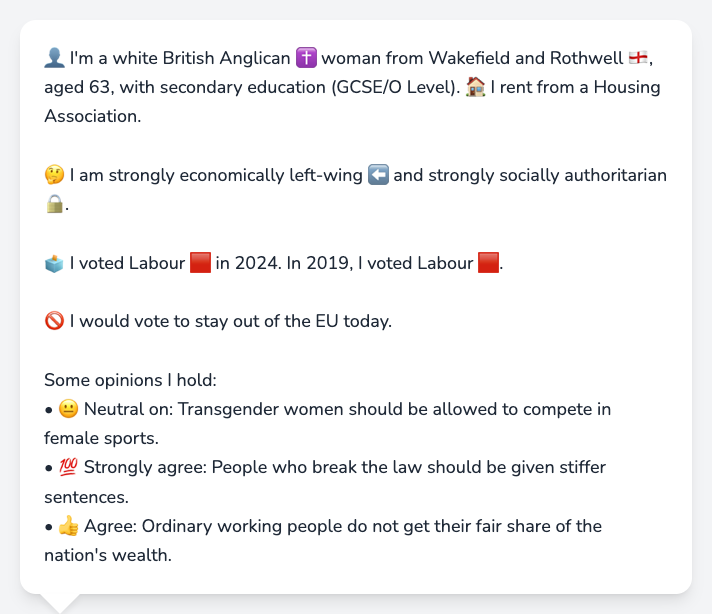 👤 I'm a white British Anglican ✝️ woman from Wakefield and Rothwell 🏴󠁧󠁢󠁥󠁮󠁧󠁿,
aged 63, with secondary education (GCSE/O Level). 🏠 I rent from a Housing
Association.
🤔 I am strongly economically left-wing ⬅️ and strongly socially authoritarian
🔒.
🗳️ I voted Labour 🟥 in 2024. In 2019, I voted Labour 🟥.
🚫 I would vote to stay out of the EU today.
Some opinions I hold:
• 😐 Neutral on: Transgender women should be allowed to compete in
female sports.
• 💯 Strongly agree: People who break the law should be given stiffer
sentences.
• 👍 Agree: Ordinary working people do not get their fair share of the
nation's wealth.